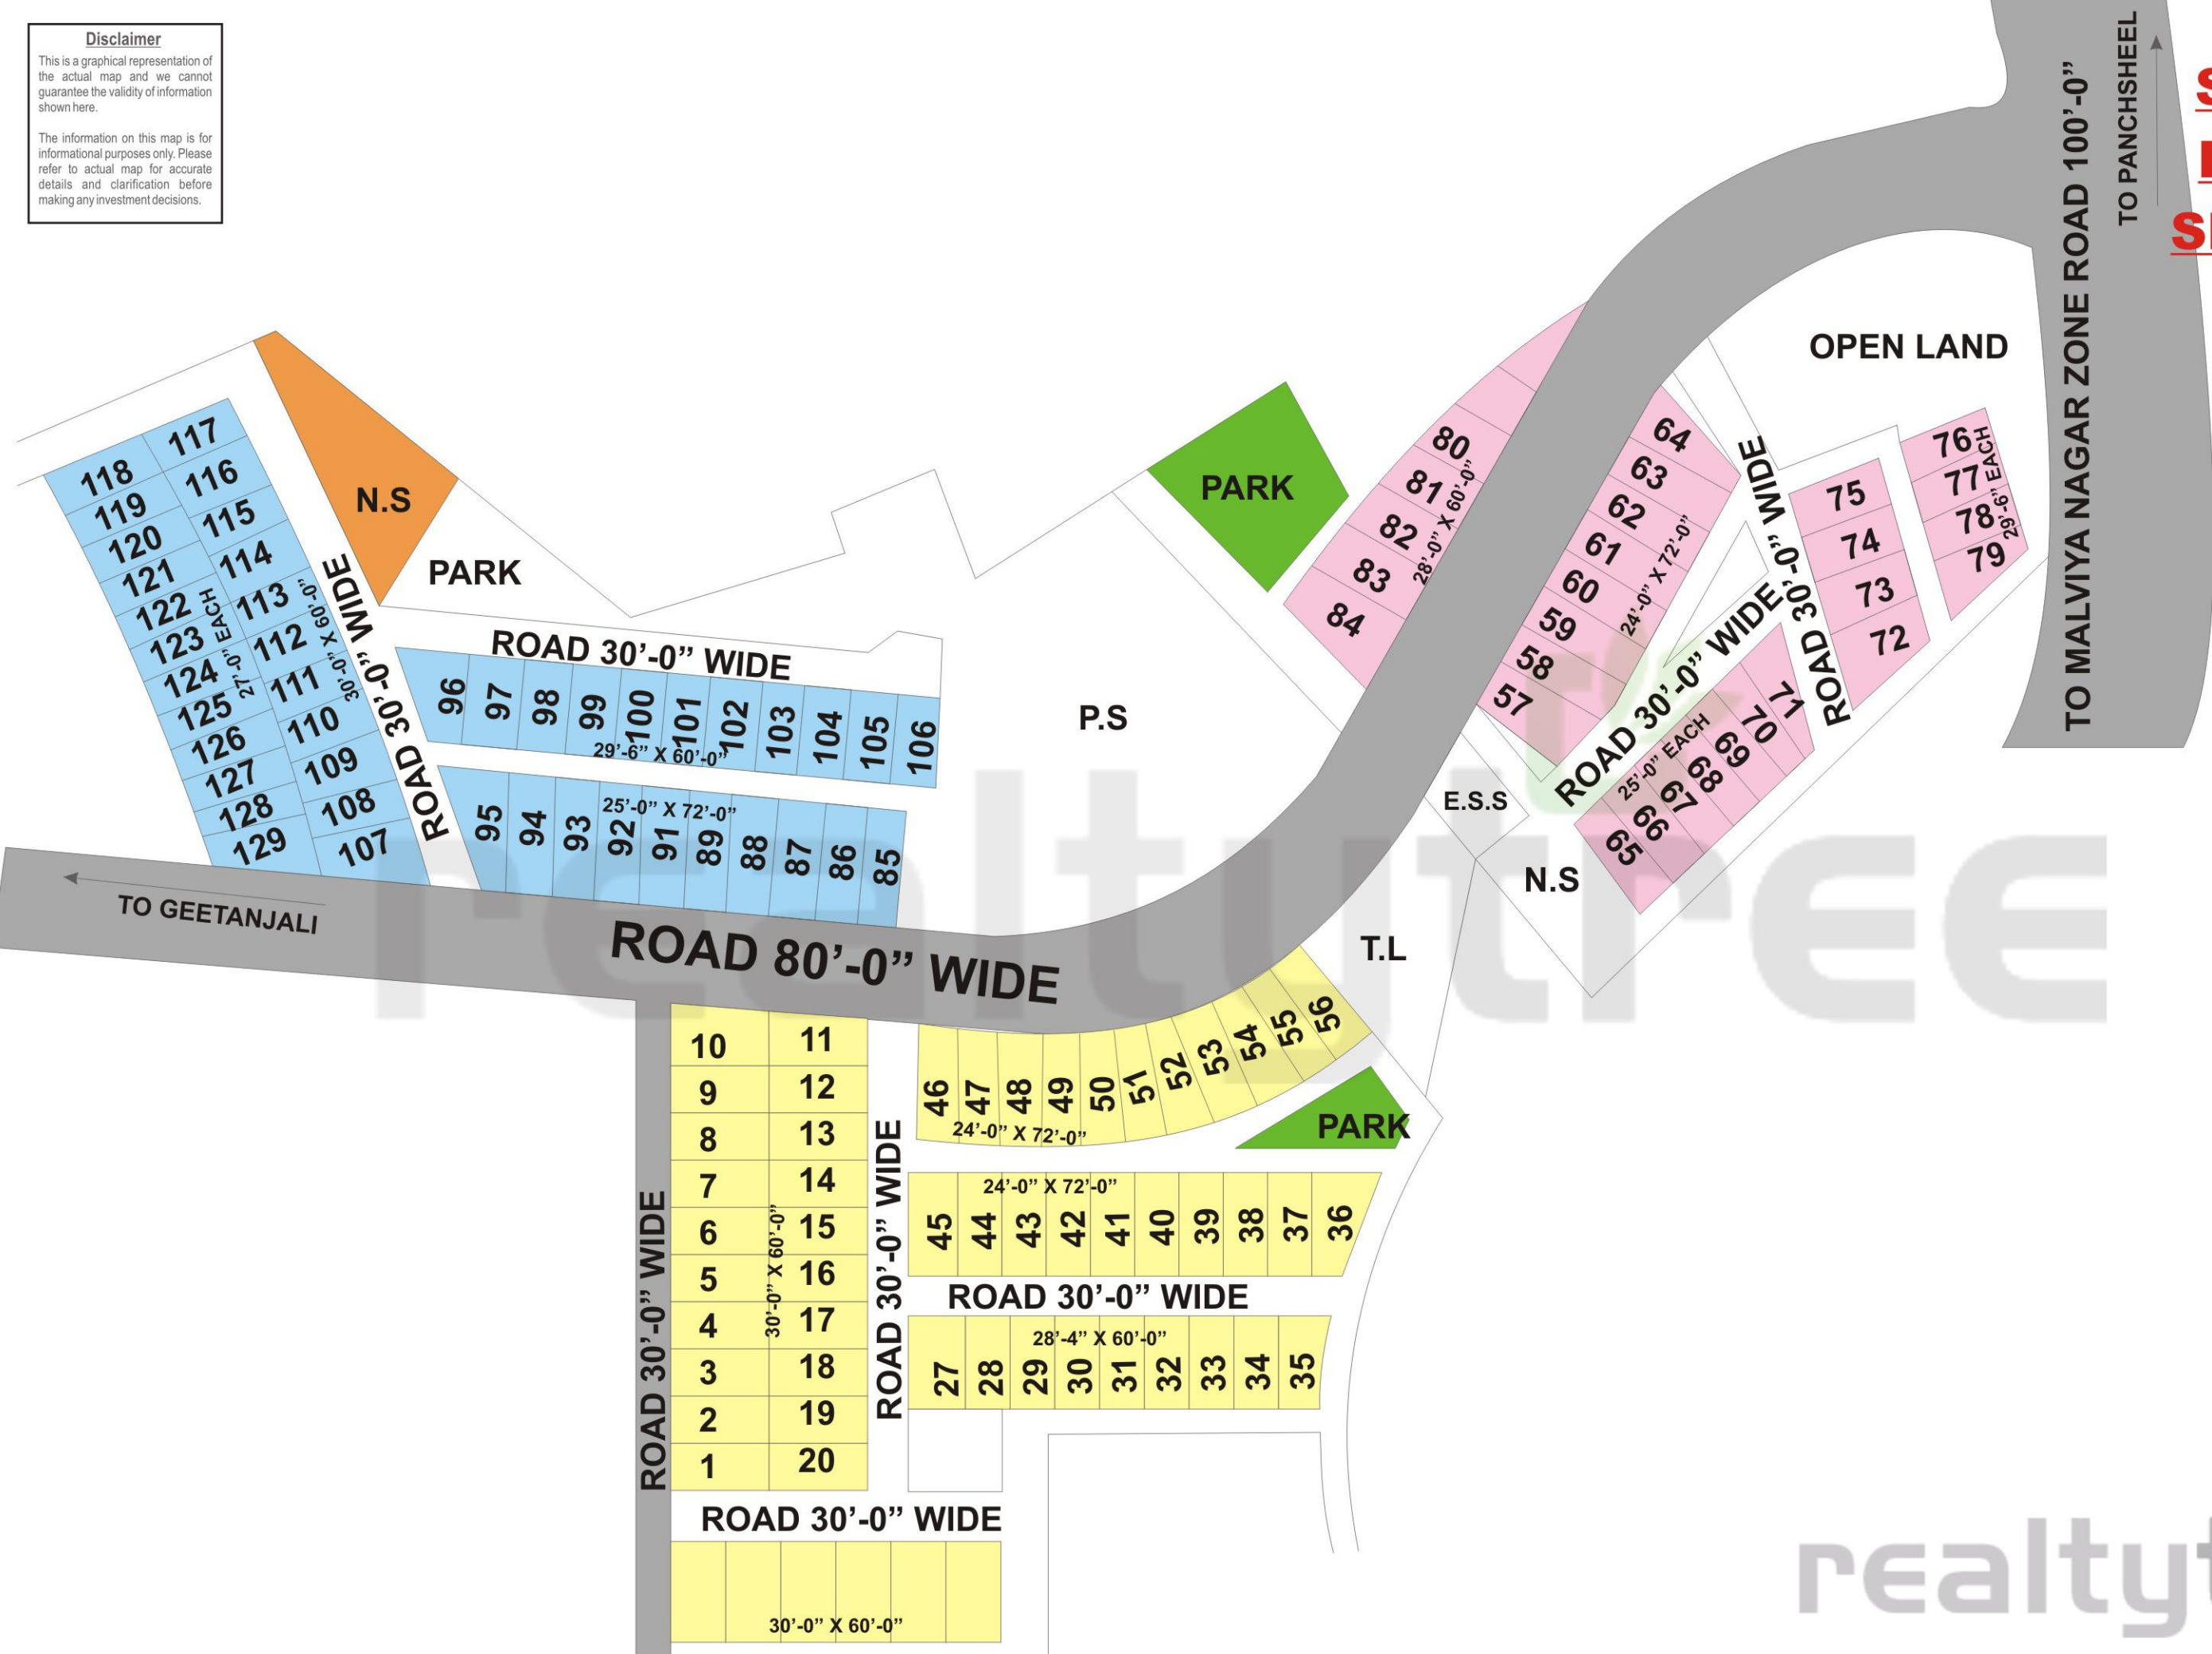 Disclaimer
This is a graphical representation of
the actual map and we cannot
guarantee the validity of information
shown here.
The information on this map is for
informational purposes only. Please
refer to actual map for accurate
details and clarification before
making any investment decisions.
TO PANCHSHEEL
TO MALVIYA NAGAR ZONE ROAD 100'-0”
OPEN LAND
117
118
116
119
115
120
114
121
113
122
112
123
111
124
110
125
109
126
108
127
107
128
129
27'-0” EACH
30'-0” X 60'-0”
ROAD 30'-0” WIDE
ROAD 30'-0” WIDE
N.S
PARK
ROAD 30'-0” WIDE
96
97
98
99
100
101
102
103
104
105
106
29'-6” X 60'-0”
25'-0” X 72'-0”
95
94
93
92
91
89
88
87
86
85
P.S
PARK
80
81
82
83
84
28'-0” X 60'-0”
64
63
62
61
60
59
58
57
24'-0” X 72'-0”
ROAD 30'-0” WIDE
ROAD 30'-0” WIDE
ROAD 30'-0” WIDE
75
74
73
72
76
77
78
79
29'-6” EACH
71
70
69
68
67
66
65
25'-0” EACH
E.S.S
N.S
T.L
TO GEETANJALI
ROAD 80'-0” WIDE
realtytree
10
11
9
12
8
13
7
14
6
15
5
16
4
17
3
18
2
19
1
20
30'-0” X 60'-0”
ROAD 30'-0” WIDE
ROAD 30'-0” WIDE
46
47
48
49
50
51
52
53
54
55
56
24'-0” X 72'-0”
PARK
24'-0” X 72'-0”
45
44
43
42
41
40
39
38
37
36
ROAD 30'-0” WIDE
28'-4” X 60'-0”
27
28
29
30
31
32
33
34
35
ROAD 30'-0” WIDE
30'-0” X 60'-0”